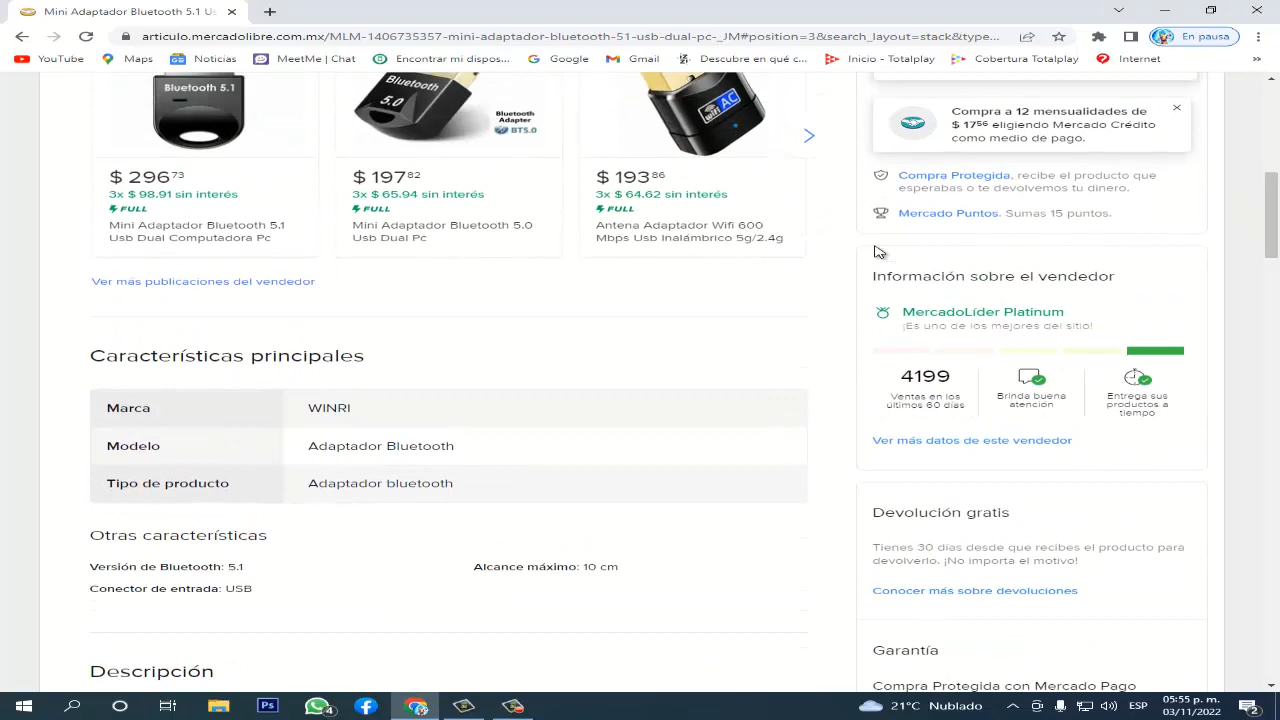 Mini Adaptador Bluetooth 5.1 Us
articulo.mercadolibre.com.mx/MLM-1406735357-mini-adaptador-bluetooth-51-usb-dual-pc-_JM#position=3&search_layout=stack&type...
En pausa
YouTube
Maps
Noticias
MeetMe | Chat
Encontrar mi dispos...
Google
Gmail
Descubre en qué c...
Inicio - Totalplay
Cobertura Totalplay
Internet
»
Bluetooth 5.1
Bluetooth
5.0
Bluetooth
Adapter
BT5.0
wifi AC
$ 296 73
3x $ 98.91 sin interés
FULL
Mini Adaptador Bluetooth 5.1
Usb Dual Computadora Pc
$ 197 82
3x $ 65.94 sin interés
FULL
Mini Adaptador Bluetooth 5.0
Usb Dual Pc
$ 193 86
3x $ 64.62 sin interés
FULL
Antena Adaptador Wifi 600
Mbps Usb Inalámbrico 5g/2.4g
Ver más publicaciones del vendedor
Características principales
Marca WINRI
Modelo Adaptador Bluetooth
Tipo de producto Adaptador bluetooth
Otras características
Versión de Bluetooth: 5.1 Alcance máximo: 10 cm
Conector de entrada: USB
Descripción
Compra a 12 mensualidades de
eligiendo Mercado Crédito
como medio de pago.
Compra Protegida, recibe el producto que
esperabas o te devolvemos tu dinero.
Mercado Puntos. Sumas 15 puntos.
Información sobre el vendedor
MercadoLíder Platinum
¡Es uno de los mejores del sitio!
4199
Ventas en los
últimos 60 días
Brinda buena
atención
Entrega sus
productos a
tiempo
Ver más datos de este vendedor
Devolución gratis
Tienes 30 días desde que recibes el producto para
devolverlo. ¡No importa el motivo!
Conocer más sobre devoluciones
Garantía
Compra Protegida con Mercado Pago
Ps
4
21°C Nublado
ESP
05:55 p. m.
03/11/2022
2